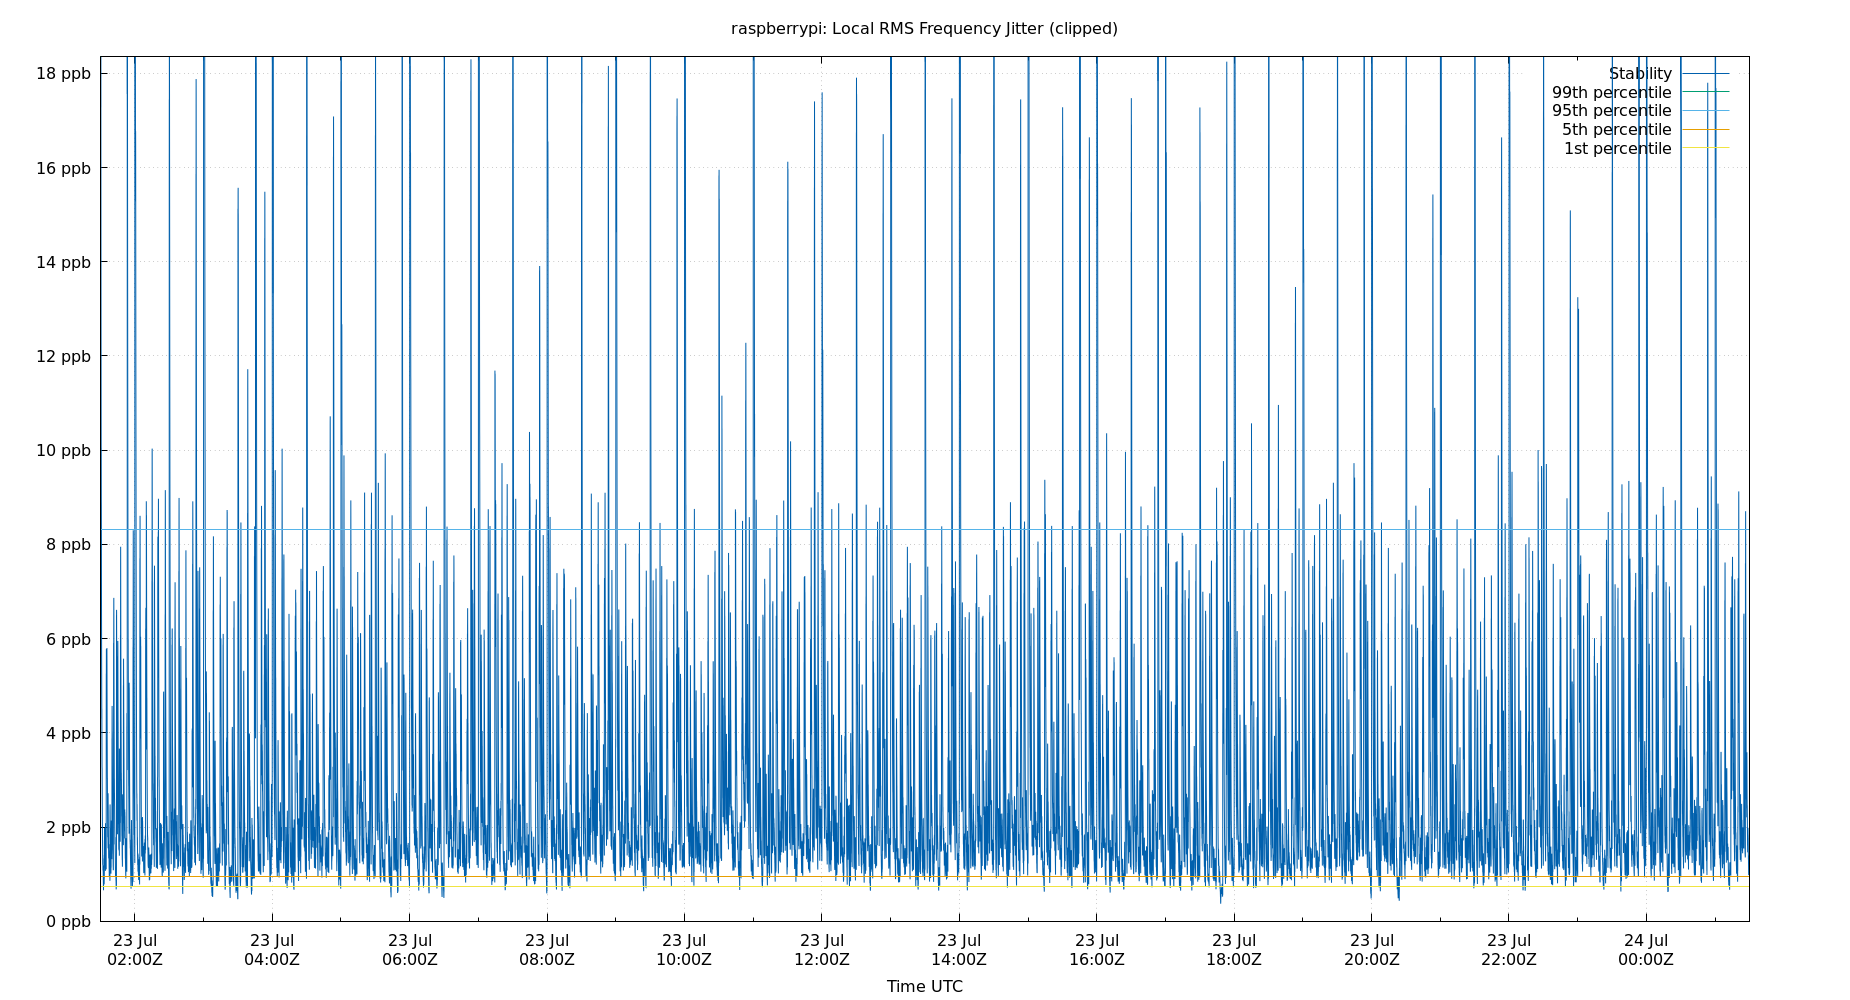 raspberrypi: Local RMS Frequency Jitter (clipped)
18 ppb
16 ppb
14 ppb
12 ppb
10 ppb
8 ppb
6 ppb
4 ppb
2 ppb
0 ppb
Stability
99th percentile
95th percentile
5th percentile
1st percentile
23 Jul 23 Jul 23 Jul 23 Jul 23 Jul 23 Jul 23 Jul 23 Jul 23 Jul 23 Jul 23 Jul 24 Jul
02:00Z 04:00Z 06:00Z 08:00Z 10:00Z 12:00Z 14:00Z 16:00Z 18:00Z 20:00Z 22:00Z 00:00Z
Time UTC